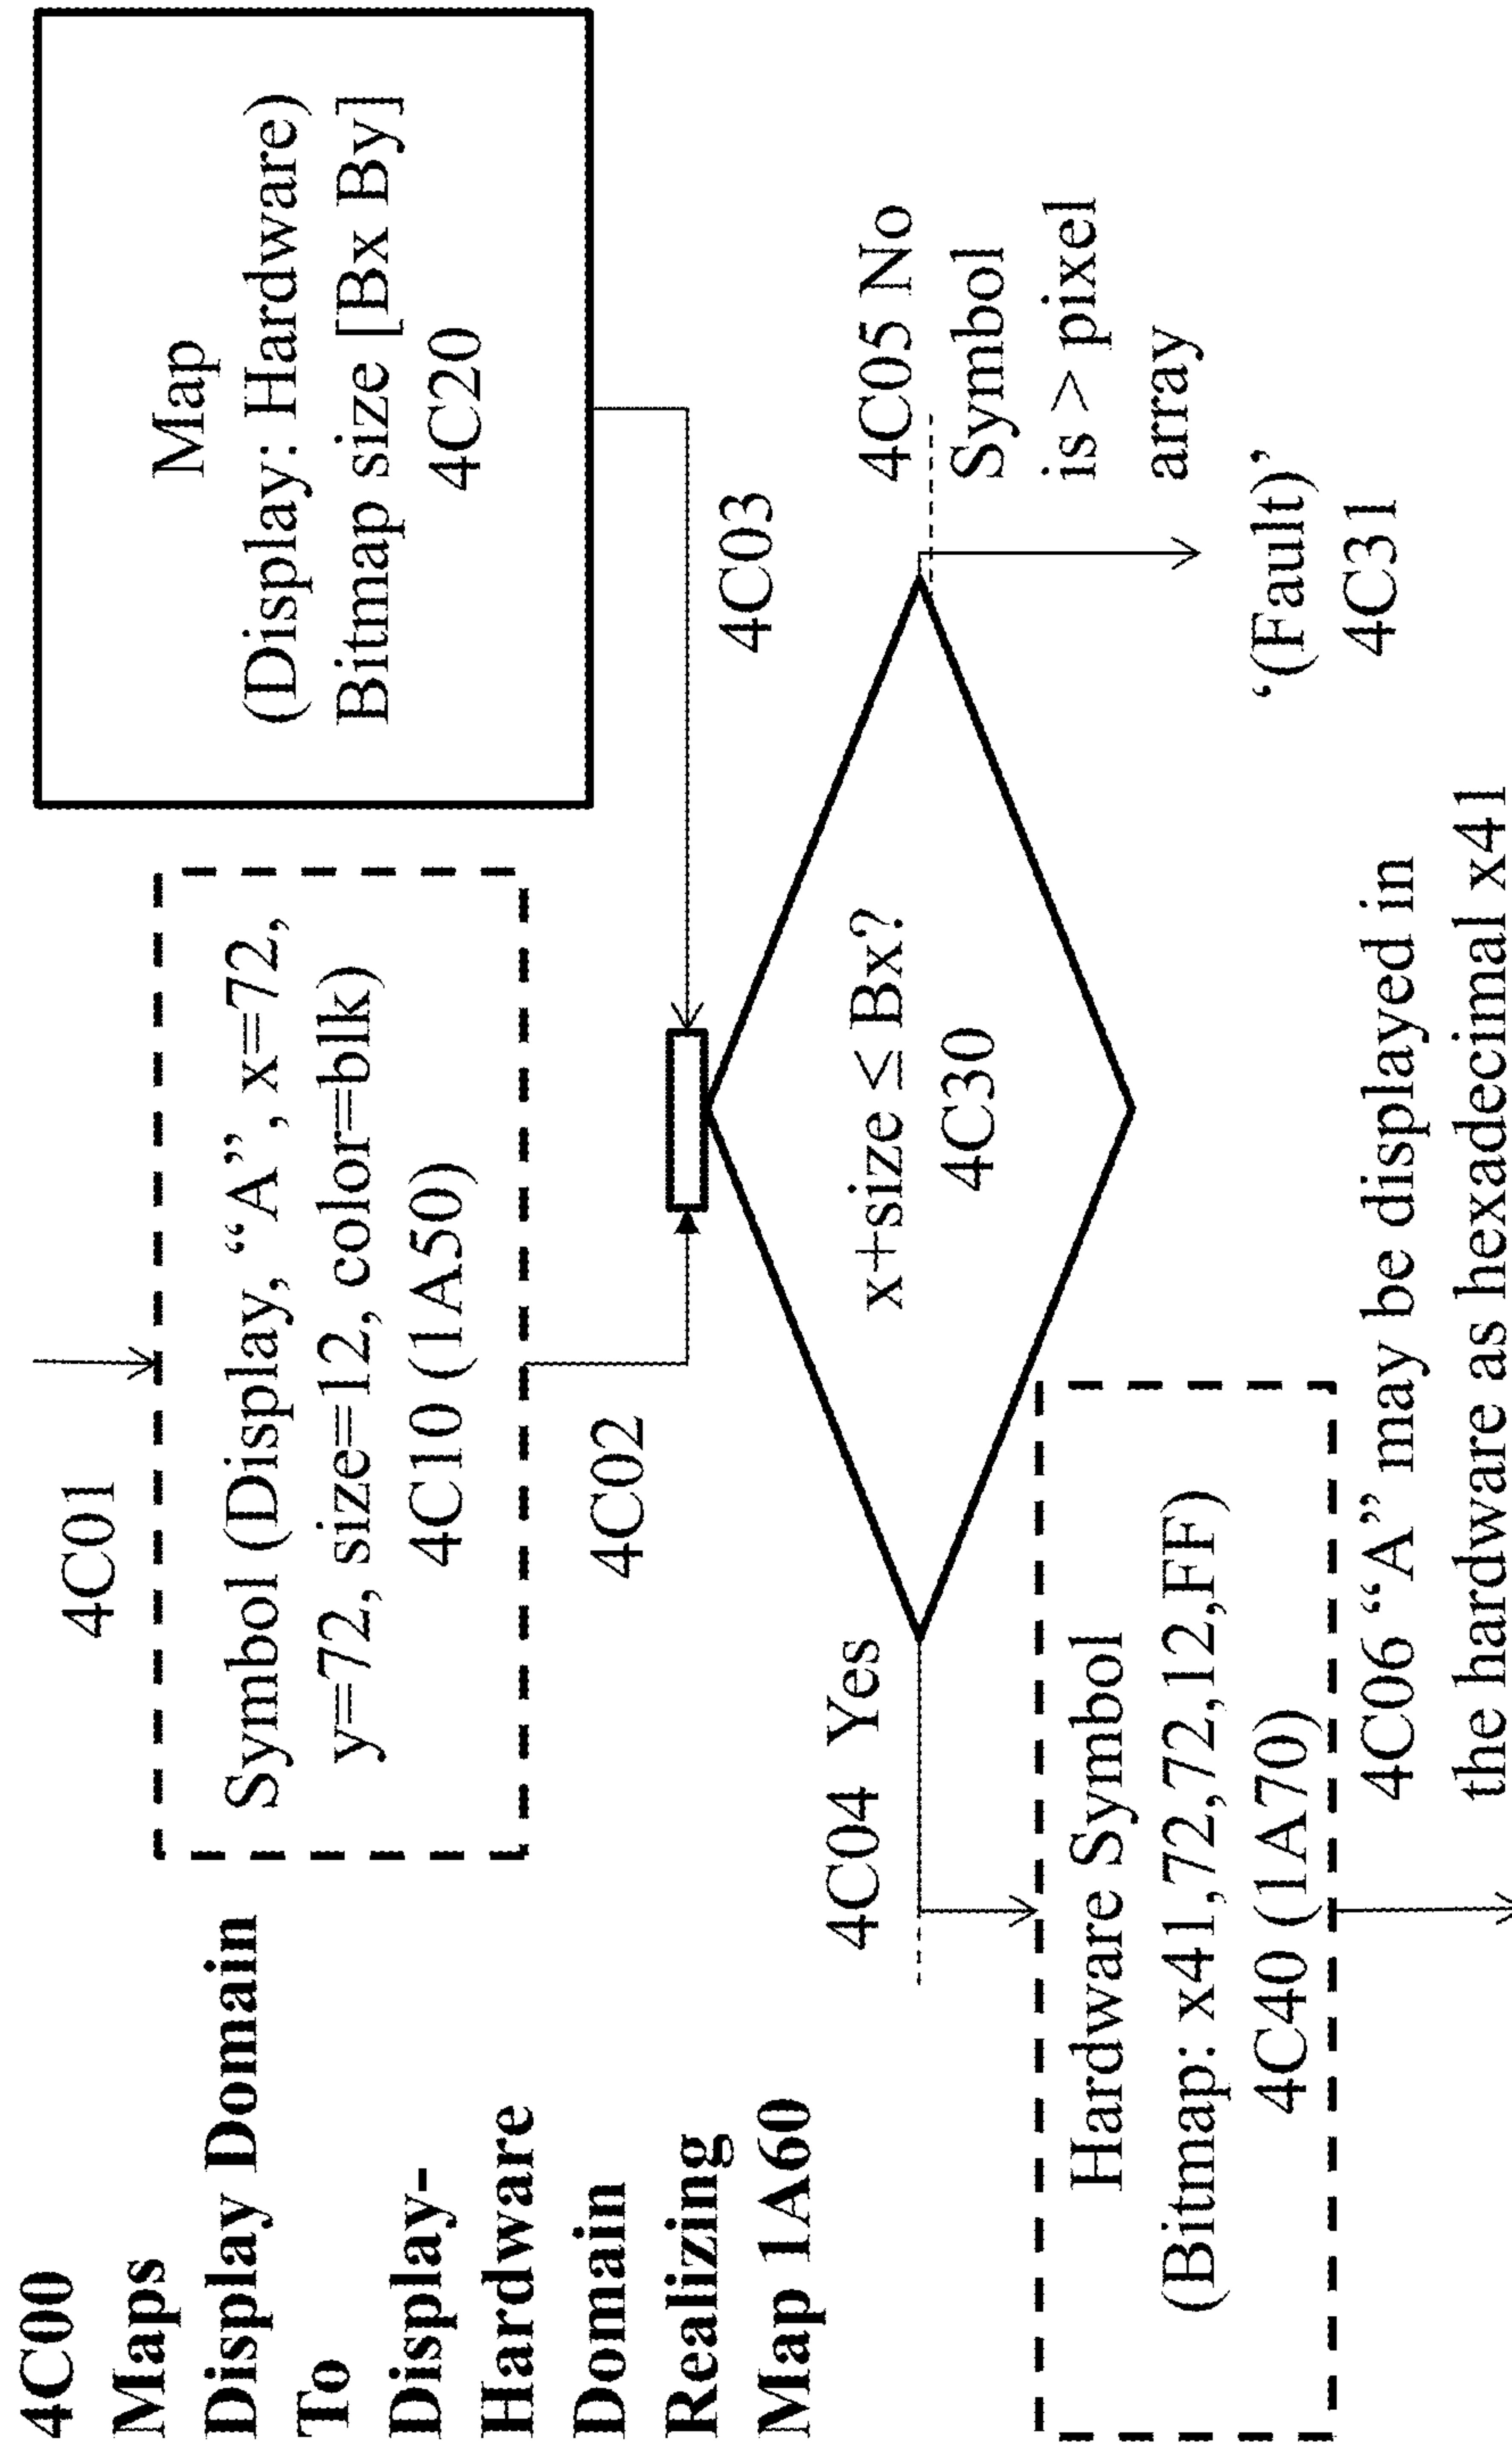 4C00
Maps
Display Domain
To
Display-
Hardware
Domain
Realizing
Map 1A60
4C01
Symbol (Display, “A”, x=72,
y=72, size=12, color=blk)
4C10 (1A50)
4C02
Map
(Display: Hardware)
Bitmap size [Bx By]
4C20
4C03
x+size ≤ Bx?
4C30
4C04 Yes
4C05 No
Symbol
is > pixel
array
‘(Fault)’
4C31
Hardware Symbol
(Bitmap: x41,72,72,12,FF)
4C40 (1A70)
4C06 “A” may be displayed in
the hardware as hexadecimal x41